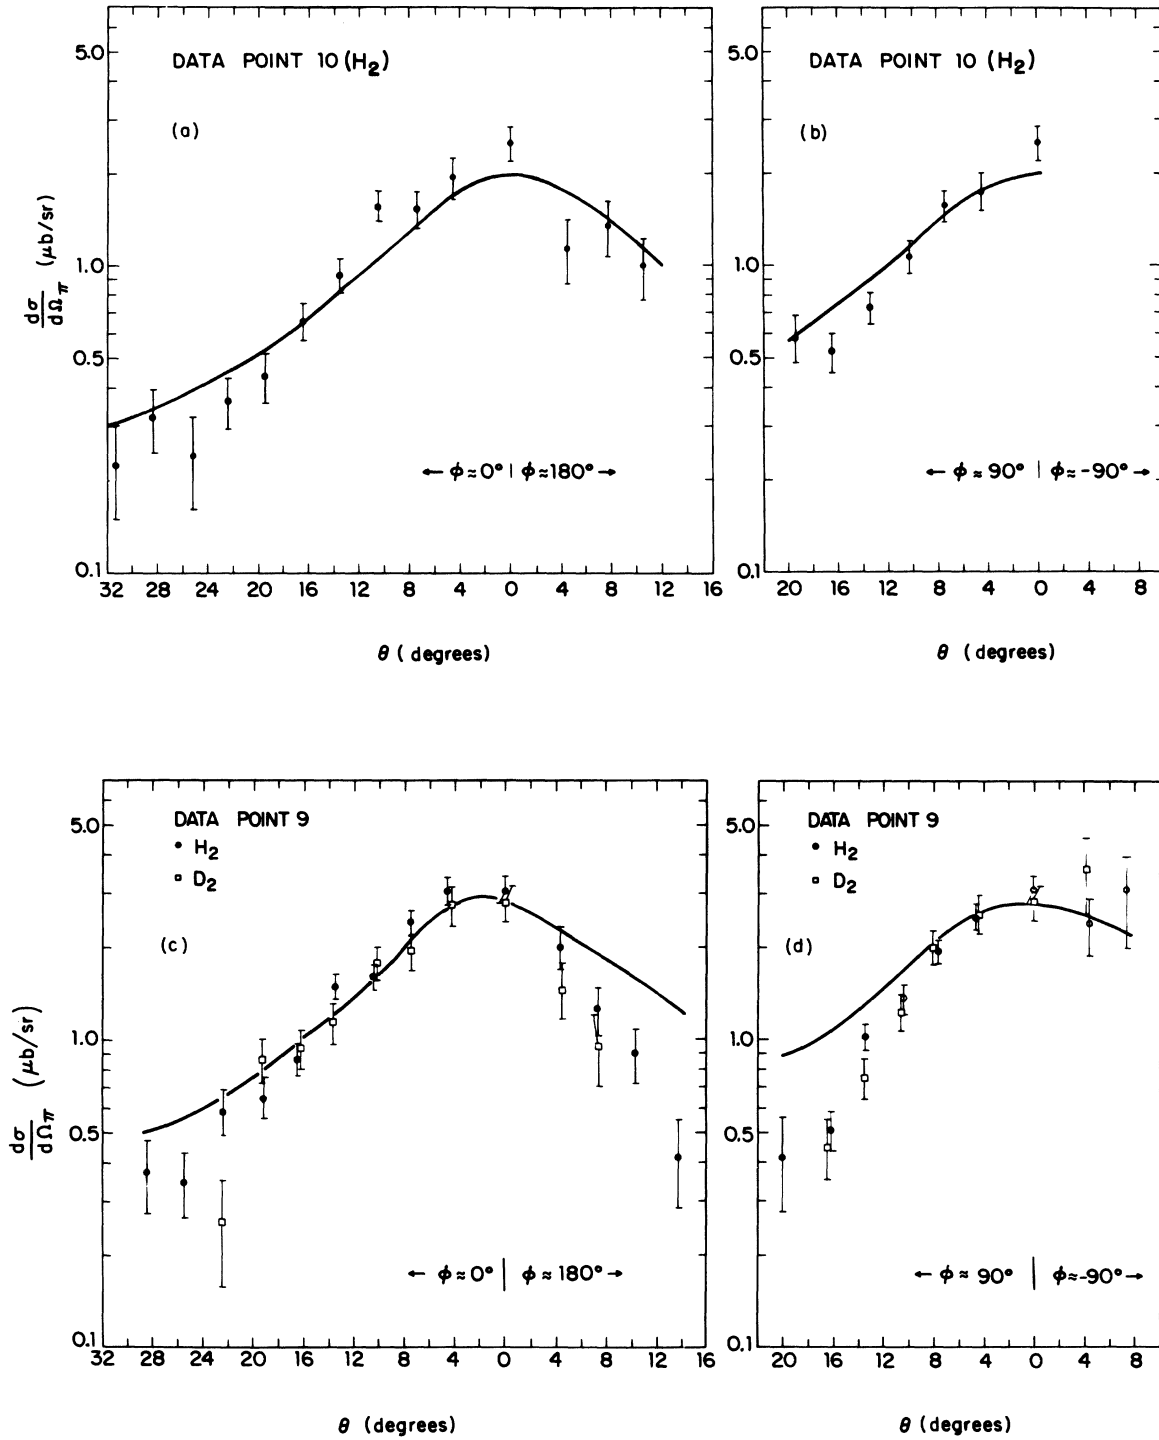 DATA POINT 10 (H2)
(a)
5.0
1.0
0.5
0.1
dσ/dΩπ (μb/sr)
← ϕ≈0° | ϕ≈180° →
32 28 24 20 16 12 8 4 0 4 8 12 16
θ (degrees)
DATA POINT 10 (H2)
(b)
5.0
1.0
0.5
0.1
← ϕ≈90° | ϕ≈-90° →
20 16 12 8 4 0 4 8
θ (degrees)
DATA POINT 9
H2
D2
(c)
5.0
1.0
0.5
0.1
dσ/dΩπ (μb/sr)
← ϕ≈0° | ϕ≈180° →
32 28 24 20 16 12 8 4 0 4 8 12 16
θ (degrees)
DATA POINT 9
H2
D2
(d)
5.0
1.0
0.5
0.1
← ϕ≈90° | ϕ≈-90° →
20 16 12 8 4 0 4 8
θ (degrees)